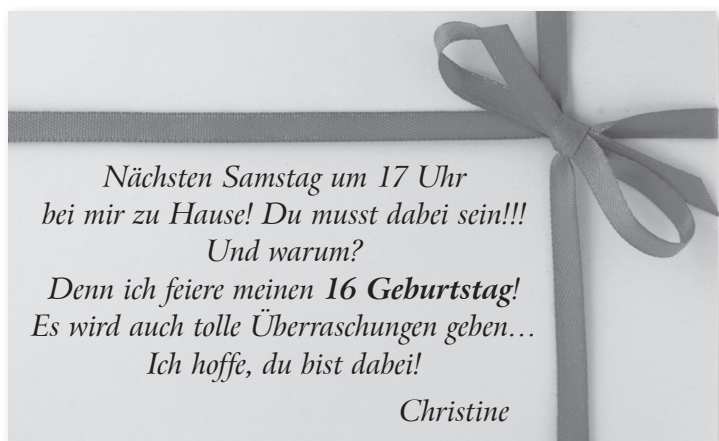 Nächsten Samstag um 17 Uhr
bei mir zu Hause! Du musst dabei sein!!!
Und warum?
Denn ich feiere meinen 16 Geburtstag!
Es wird auch tolle Überraschungen geben...
Ich hoffe, du bist dabei!
Christine